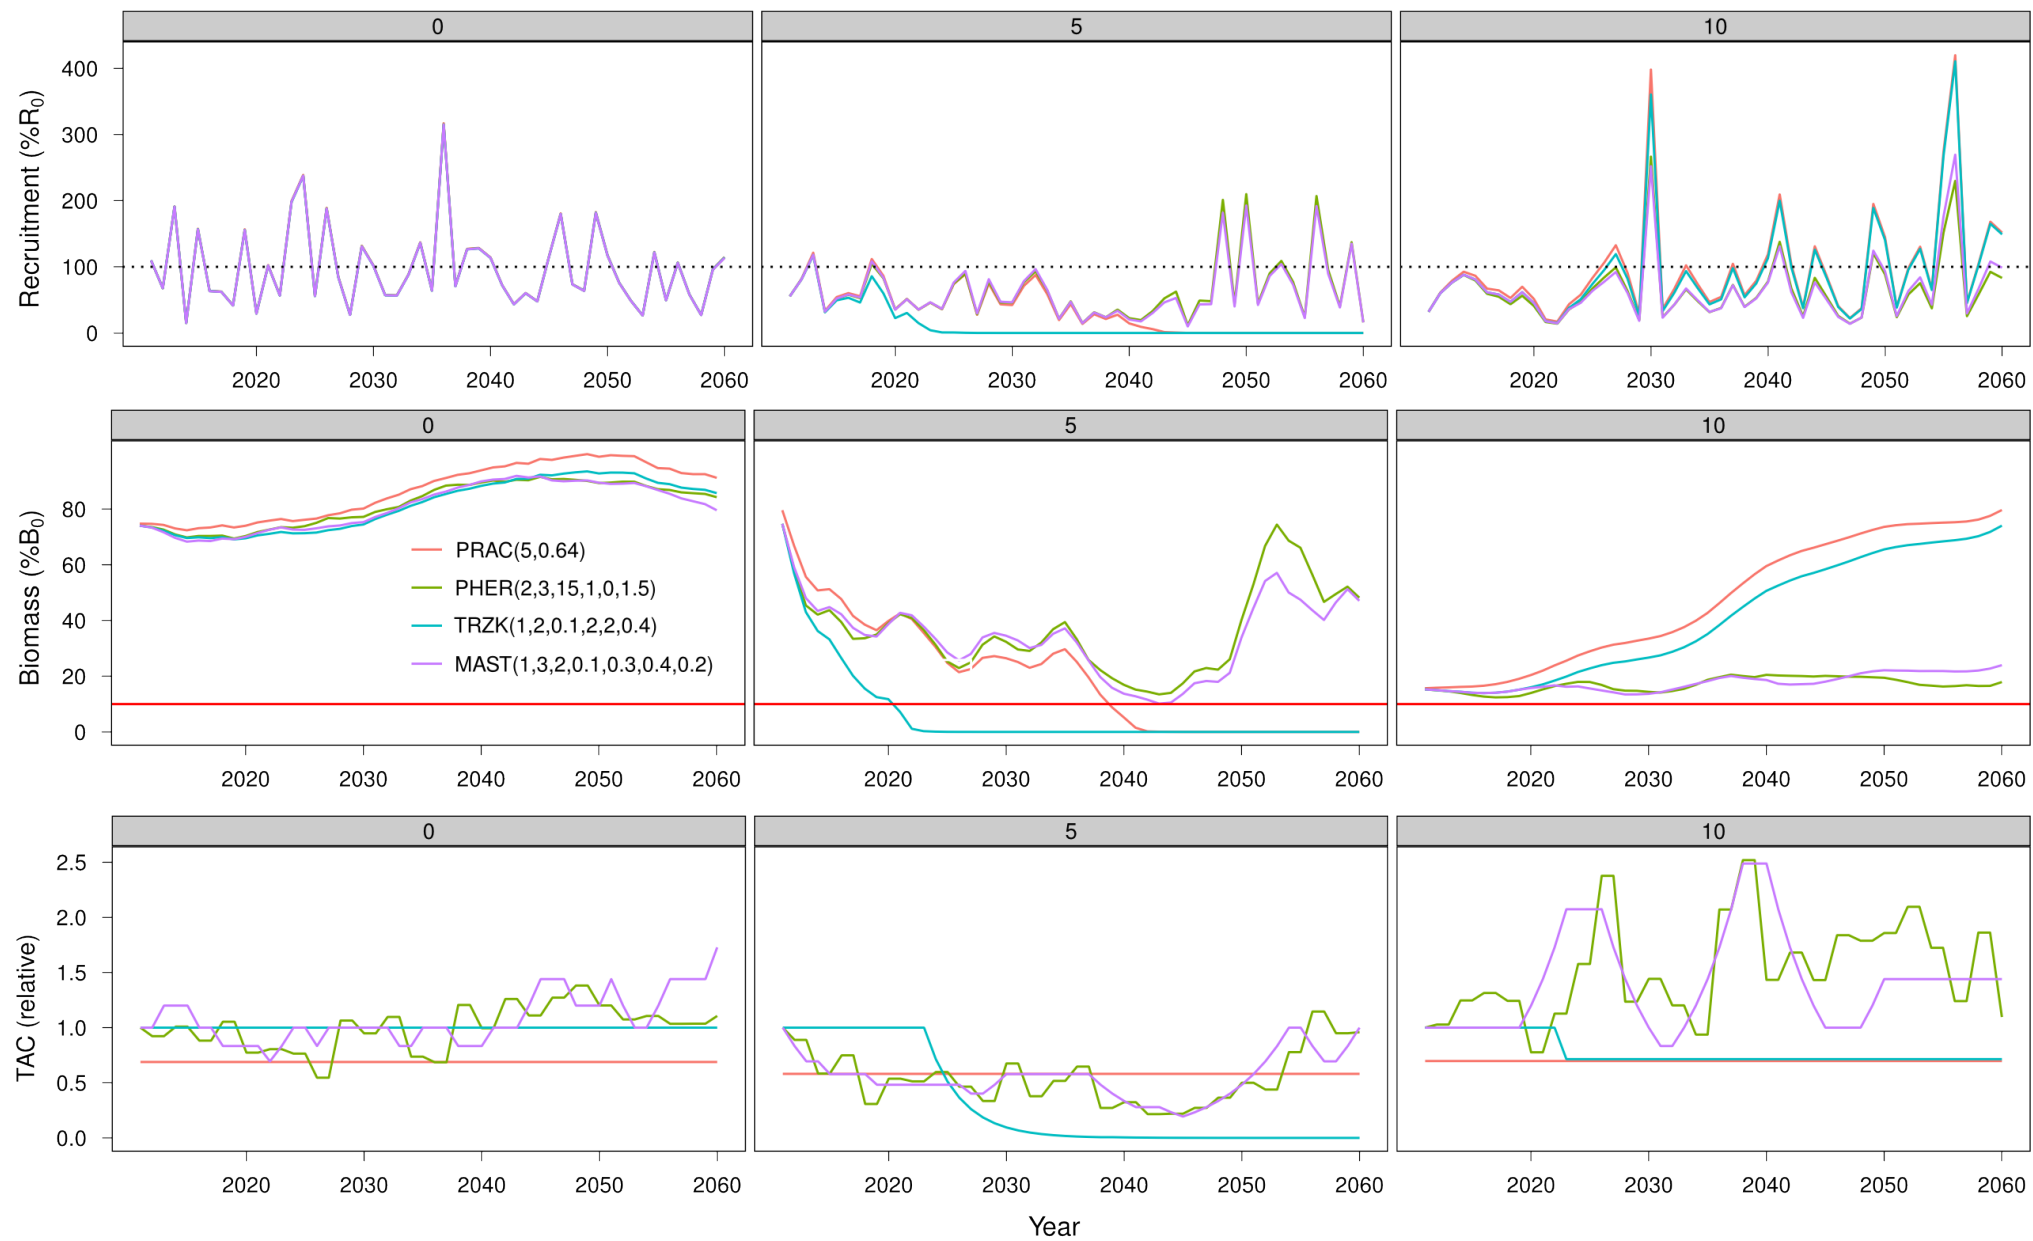 0 5 10
Recruitment (%R0)
400
300
200
100
0
2020 2030 2040 2050 2060 2020 2030 2040 2050 2060 2020 2030 2040 2050 2060
0 5 10
Biomass (%B0)
80
60
40
20
0
PRAC(5,0.64)
PHER(2,3,15,1,0,1.5)
TRZK(1,2,0.1,2,2,0.4)
MAST(1,3,2,0.1,0.3,0.4,0.2)
2020 2030 2040 2050 2060 2020 2030 2040 2050 2060 2020 2030 2040 2050 2060
0 5 10
TAC (relative)
2.5
2.0
1.5
1.0
0.5
0.0
2020 2030 2040 2050 2060 2020 2030 2040 2050 2060 2020 2030 2040 2050 2060
Year